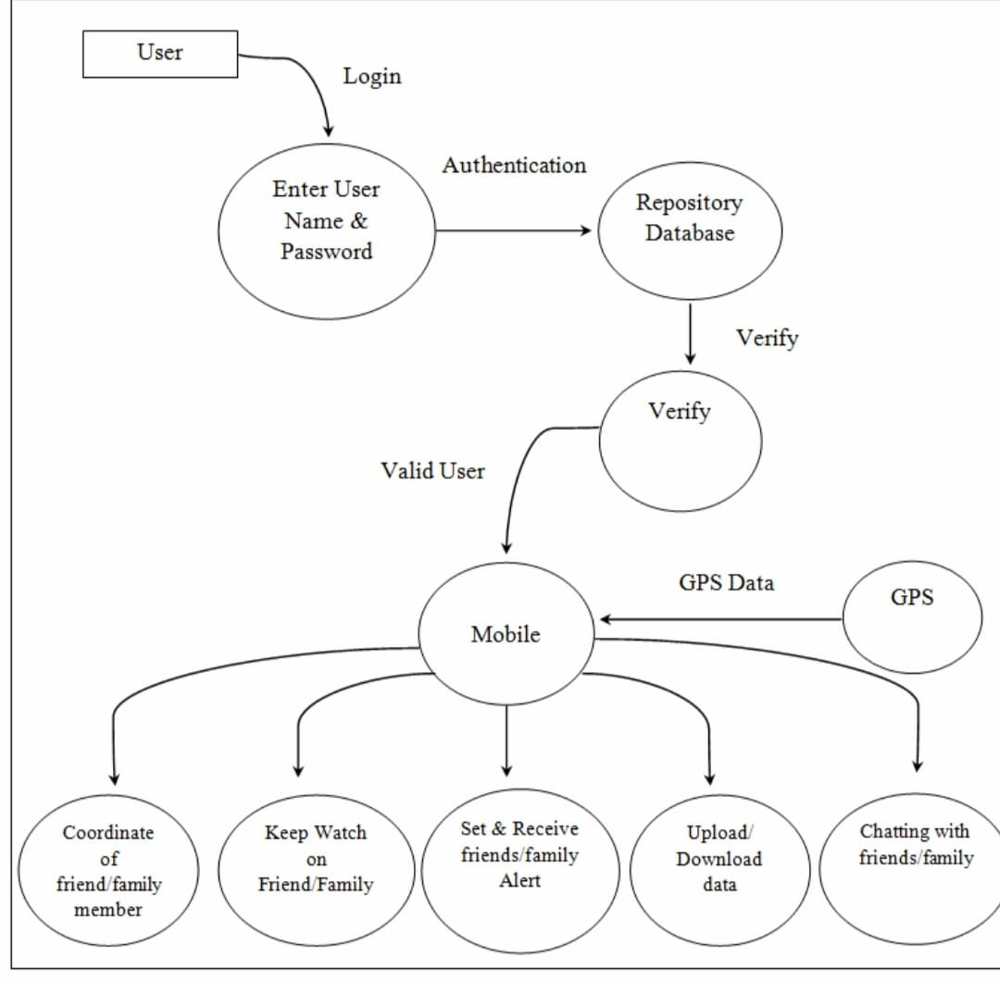 User
Login
Authentication
Enter User
Name &
Password
Repository
Database
Verify
Verify
Valid User
GPS Data
GPS
Mobile
Coordinate
of
friend/family
member
Keep Watch
on
Friend/Family
Set & Receive
friends/family
Alert
Upload/
Download
data
Chatting with
friends/family